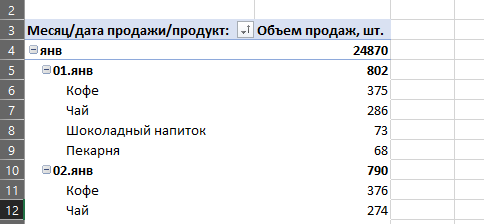 2
3 Месяц/дата продажи/продукт: Объем продаж, шт.
4 янв 24870
5 01.янв 802
6 Кофе 375
7 Чай 286
8 Шоколадный напиток 73
9 Пекарня 68
10 02.янв 790
11 Кофе 376
12 Чай 274